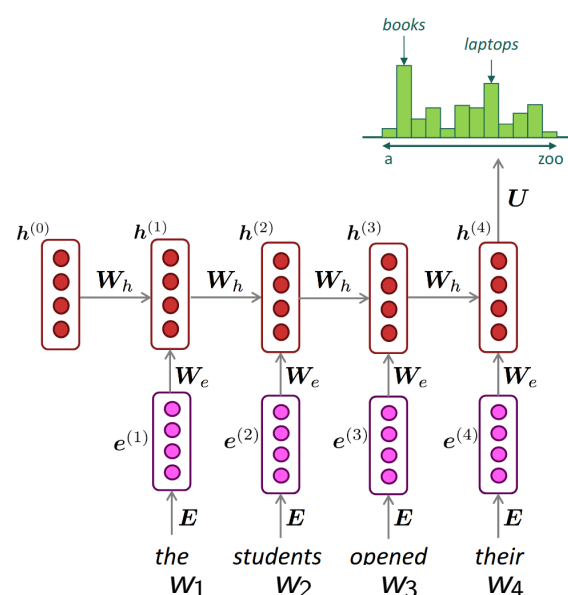 books
laptops
a zoo
U
h(0) h(1) h(2) h(3) h(4)
Wh Wh Wh Wh
We We We We
e(1) e(2) e(3) e(4)
E E E E
the students opened their
w1 w2 w3 w4